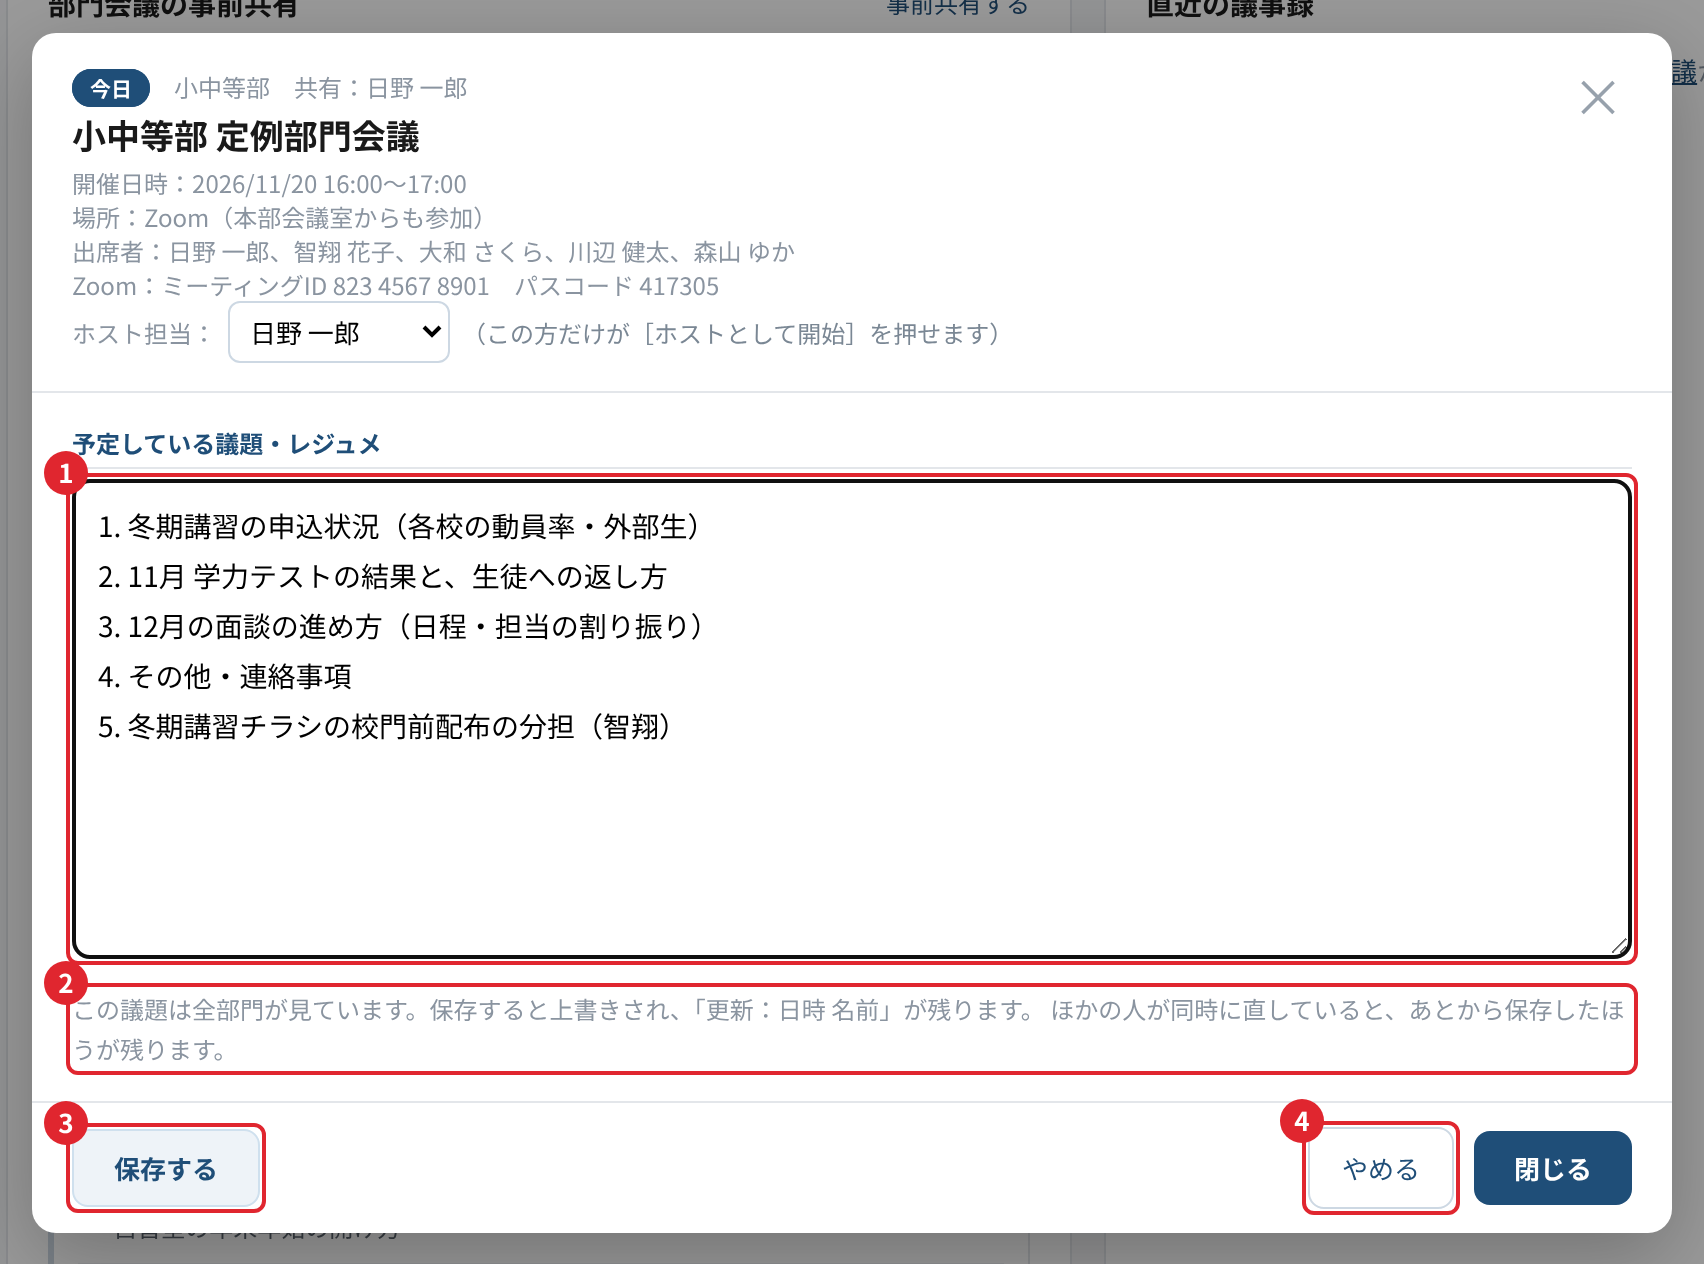 部門会議の事前共有
事前共有する
直近の議事録
今日 小中等部 共有：日野 一郎
議
小中等部 定例部門会議
開催日時：2026/11/20 16:00〜17:00
場所：Zoom（本部会議室からも参加）
出席者：日野 一郎、智翔 花子、大和 さくら、川辺 健太、森山 ゆか
Zoom：ミーティングID 823 4567 8901 パスコード 417305
ホスト担当： 日野 一郎 （この方だけが［ホストとして開始］を押せます）
予定している議題・レジュメ
1
1. 冬期講習の申込状況（各校の動員率・外部生）
2. 11月 学力テストの結果と、生徒への返し方
3. 12月の面談の進め方（日程・担当の割り振り）
4. その他・連絡事項
5. 冬期講習チラシの校門前配布の分担（智翔）
2
この議題は全部門が見ています。保存すると上書きされ、「更新：日時 名前」が残ります。 ほかの人が同時に直していると、あとから保存したほ
うが残ります。
3
保存する
4
やめる
閉じる